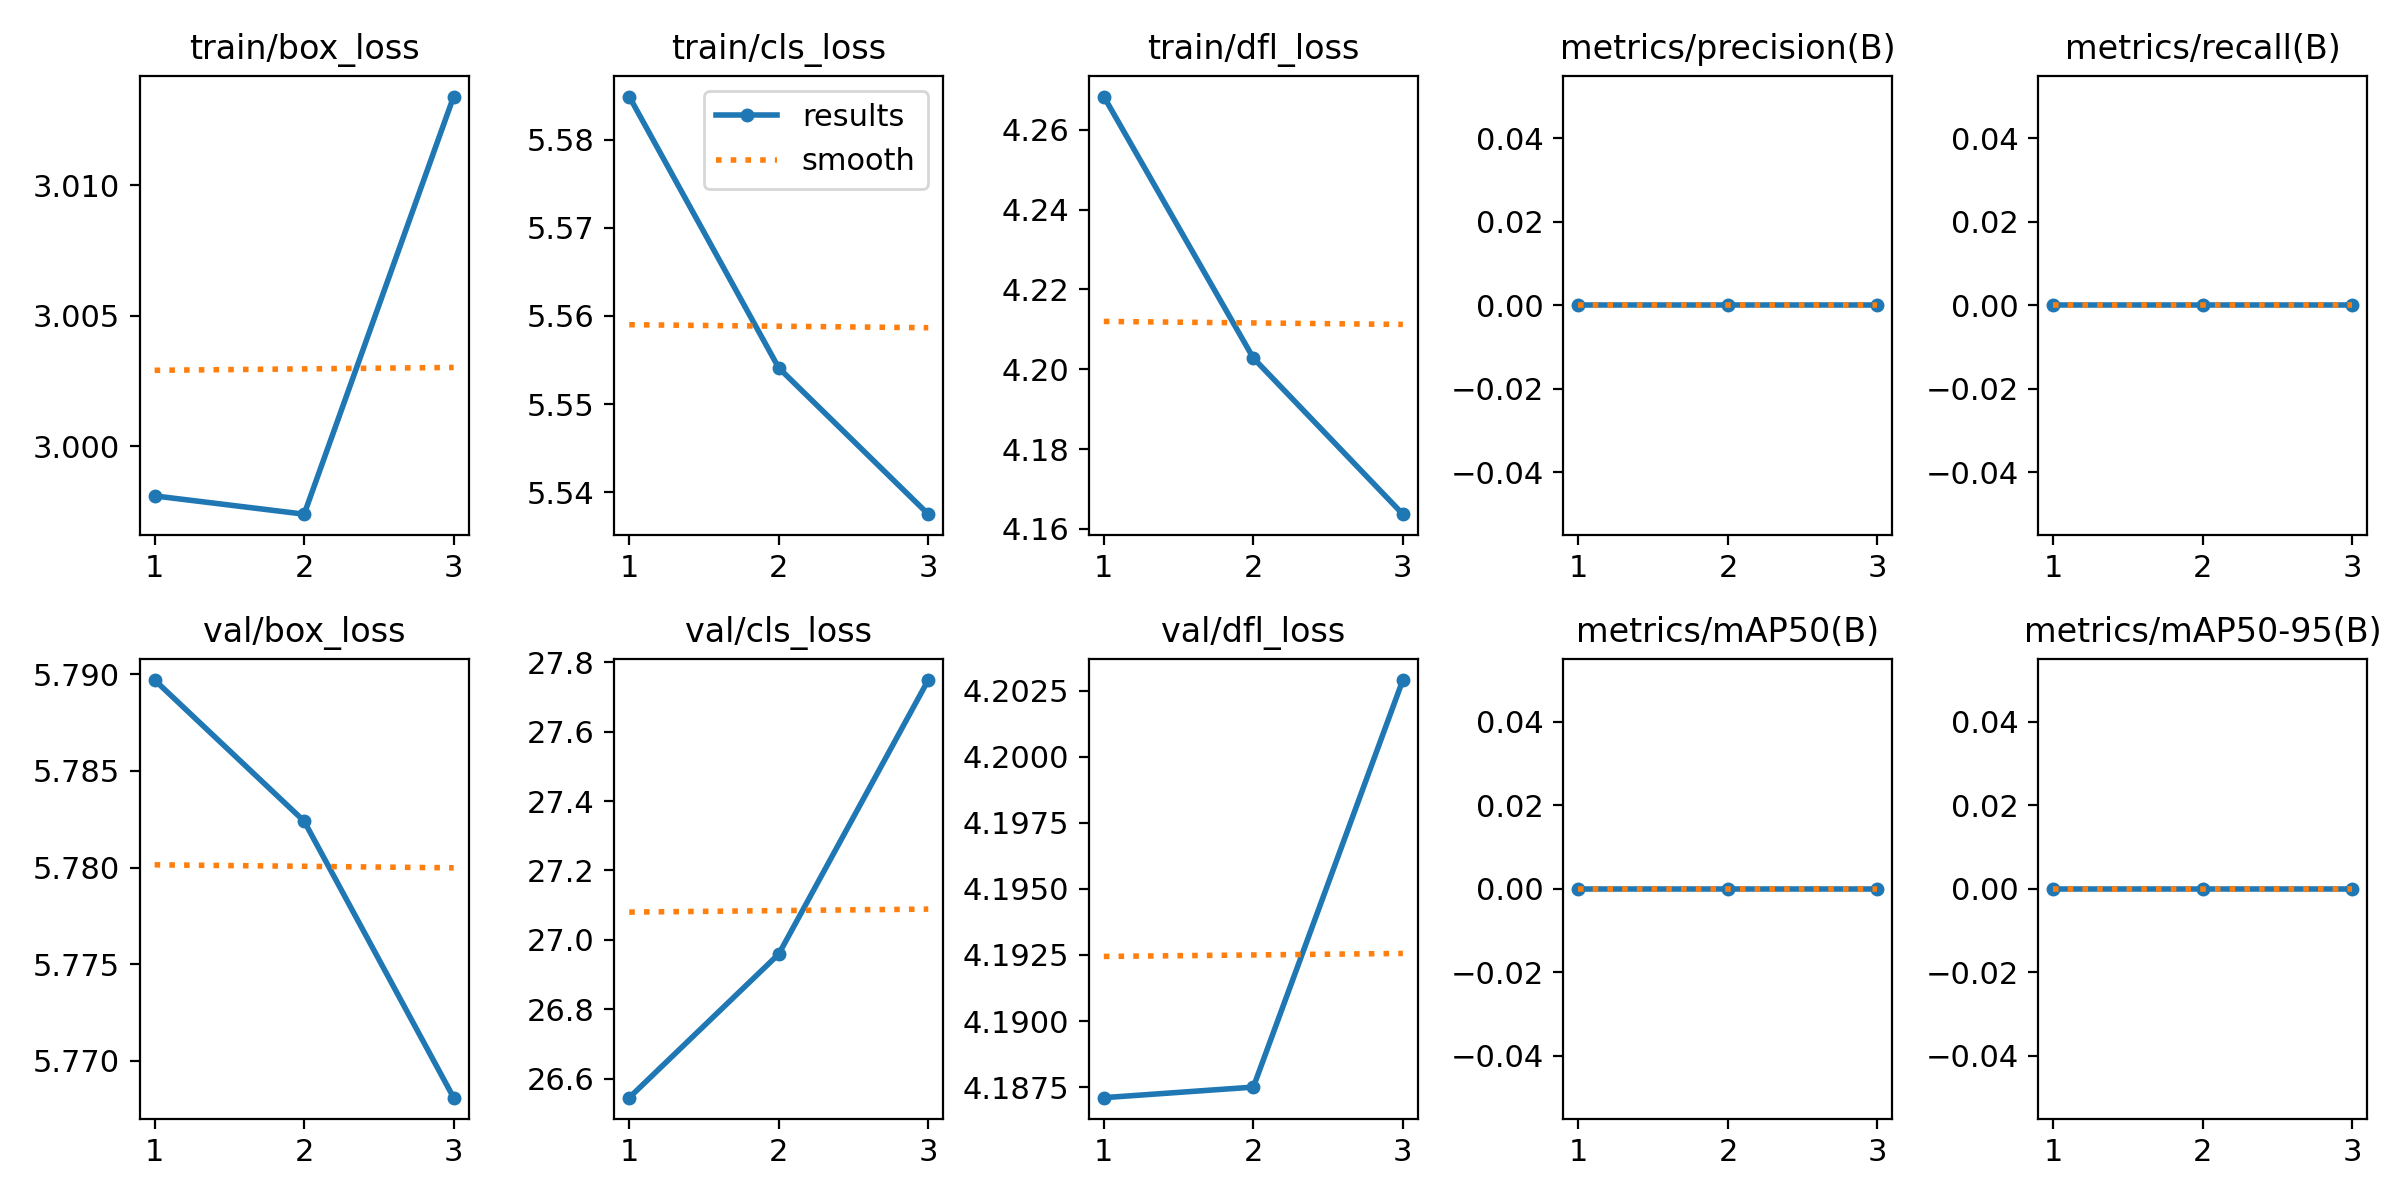 train/box_loss
3.010
3.005
3.000
1 2 3
train/cls_loss
results
smooth
5.58
5.57
5.56
5.55
5.54
1 2 3
train/dfl_loss
4.26
4.24
4.22
4.20
4.18
4.16
1 2 3
metrics/precision(B)
0.04
0.02
0.00
−0.02
−0.04
1 2 3
metrics/recall(B)
0.04
0.02
0.00
−0.02
−0.04
1 2 3
val/box_loss
5.790
5.785
5.780
5.775
5.770
1 2 3
val/cls_loss
27.8
27.6
27.4
27.2
27.0
26.8
26.6
1 2 3
val/dfl_loss
4.2025
4.2000
4.1975
4.1950
4.1925
4.1900
4.1875
1 2 3
metrics/mAP50(B)
0.04
0.02
0.00
−0.02
−0.04
1 2 3
metrics/mAP50-95(B)
0.04
0.02
0.00
−0.02
−0.04
1 2 3